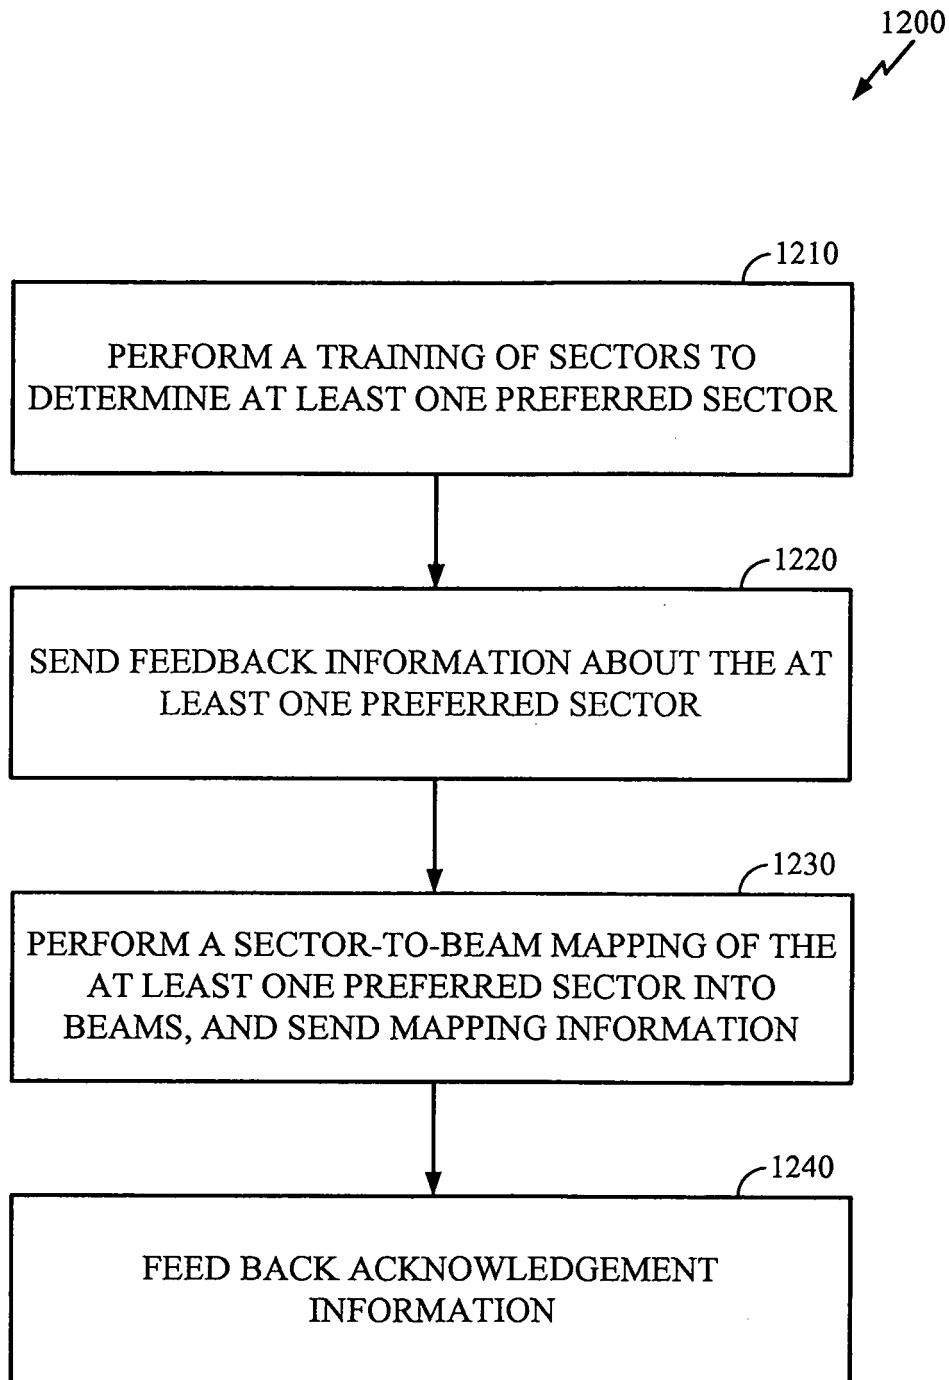 1200
1210
PERFORM A TRAINING OF SECTORS TO
DETERMINE AT LEAST ONE PREFERRED SECTOR
1220
SEND FEEDBACK INFORMATION ABOUT THE AT
LEAST ONE PREFERRED SECTOR
1230
PERFORM A SECTOR-TO-BEAM MAPPING OF THE
AT LEAST ONE PREFERRED SECTOR INTO
BEAMS, AND SEND MAPPING INFORMATION
1240
FEED BACK ACKNOWLEDGEMENT
INFORMATION